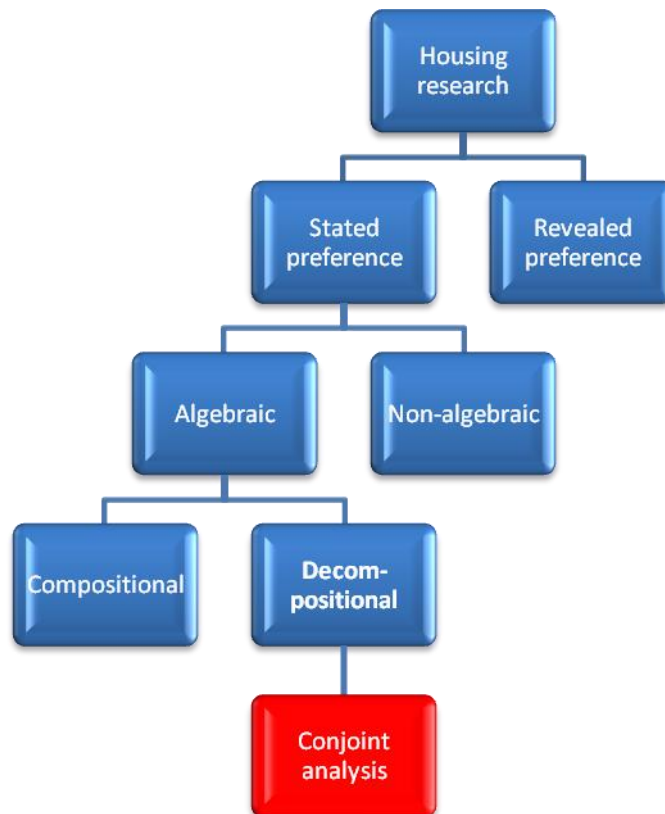 Housing
research
Stated
preference
Revealed
preference
Algebraic
Non-algebraic
Compositional
Decom-
positional
Conjoint
analysis